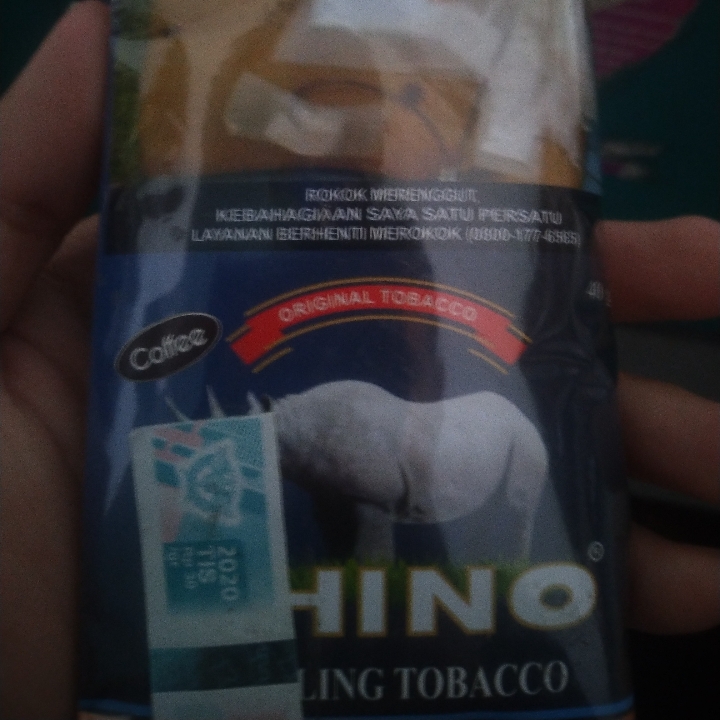 ROKOK MERENGGUT
KEBAHAGIAAN SAYA SATU PERSATU
LAYANAN BERHENTI MEROKOK (0800-177-6565)
ORIGINAL TOBACCO
Coffee
2020
TIS
HINO®
LING TOBACCO